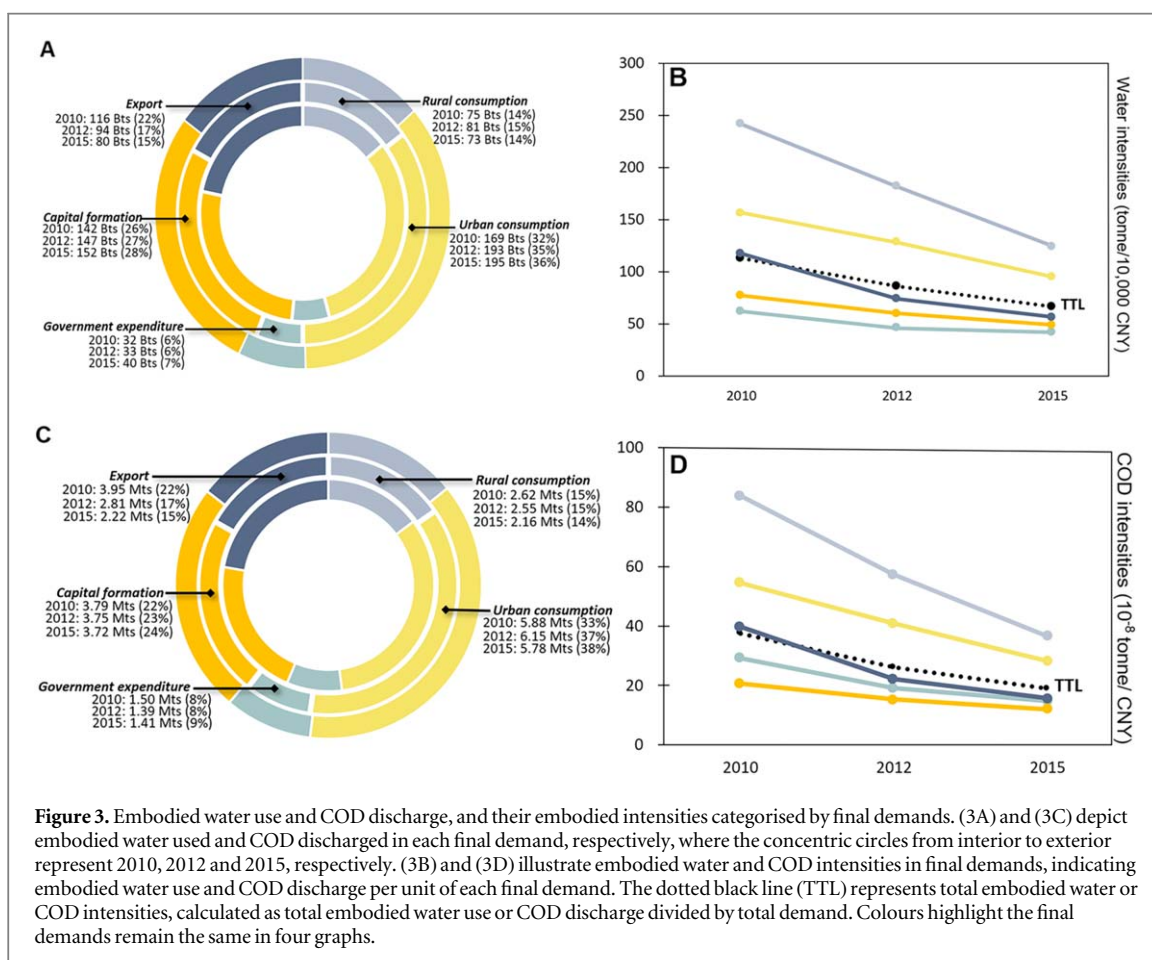 A
Export
2010: 116 Bts (22%)
2012: 94 Bts (17%)
2015: 80 Bts (15%)
Rural consumption
2010: 75 Bts (14%)
2012: 81 Bts (15%)
2015: 73 Bts (14%)
Capital formation
2010: 142 Bts (26%)
2012: 147 Bts (27%)
2015: 152 Bts (28%)
Urban consumption
2010: 169 Bts (32%)
2012: 193 Bts (35%)
2015: 195 Bts (36%)
Government expenditure
2010: 32 Bts (6%)
2012: 33 Bts (6%)
2015: 40 Bts (7%)
B
300
250
200
150
100
50
0
TTL
2010
2012
2015
Water intensities (tonne/10,000 CNY)
C
Export
2010: 3.95 Mts (22%)
2012: 2.81 Mts (17%)
2015: 2.22 Mts (15%)
Rural consumption
2010: 2.62 Mts (15%)
2012: 2.55 Mts (15%)
2015: 2.16 Mts (14%)
Capital formation
2010: 3.79 Mts (22%)
2012: 3.75 Mts (23%)
2015: 3.72 Mts (24%)
Urban consumption
2010: 5.88 Mts (33%)
2012: 6.15 Mts (37%)
2015: 5.78 Mts (38%)
Government expenditure
2010: 1.50 Mts (8%)
2012: 1.39 Mts (8%)
2015: 1.41 Mts (9%)
D
100
80
60
40
20
0
TTL
2010
2012
2015
COD intensities (10⁻⁸ tonne/ CNY)
Figure 3. Embodied water use and COD discharge, and their embodied intensities categorised by final demands. (3A) and (3C) depict
embodied water used and COD discharged in each final demand, respectively, where the concentric circles from interior to exterior
represent 2010, 2012 and 2015, respectively. (3B) and (3D) illustrate embodied water and COD intensities in final demands, indicating
embodied water use and COD discharge per unit of each final demand. The dotted black line (TTL) represents total embodied water or
COD intensities, calculated as total embodied water use or COD discharge divided by total demand. Colours highlight the final
demands remain the same in four graphs.